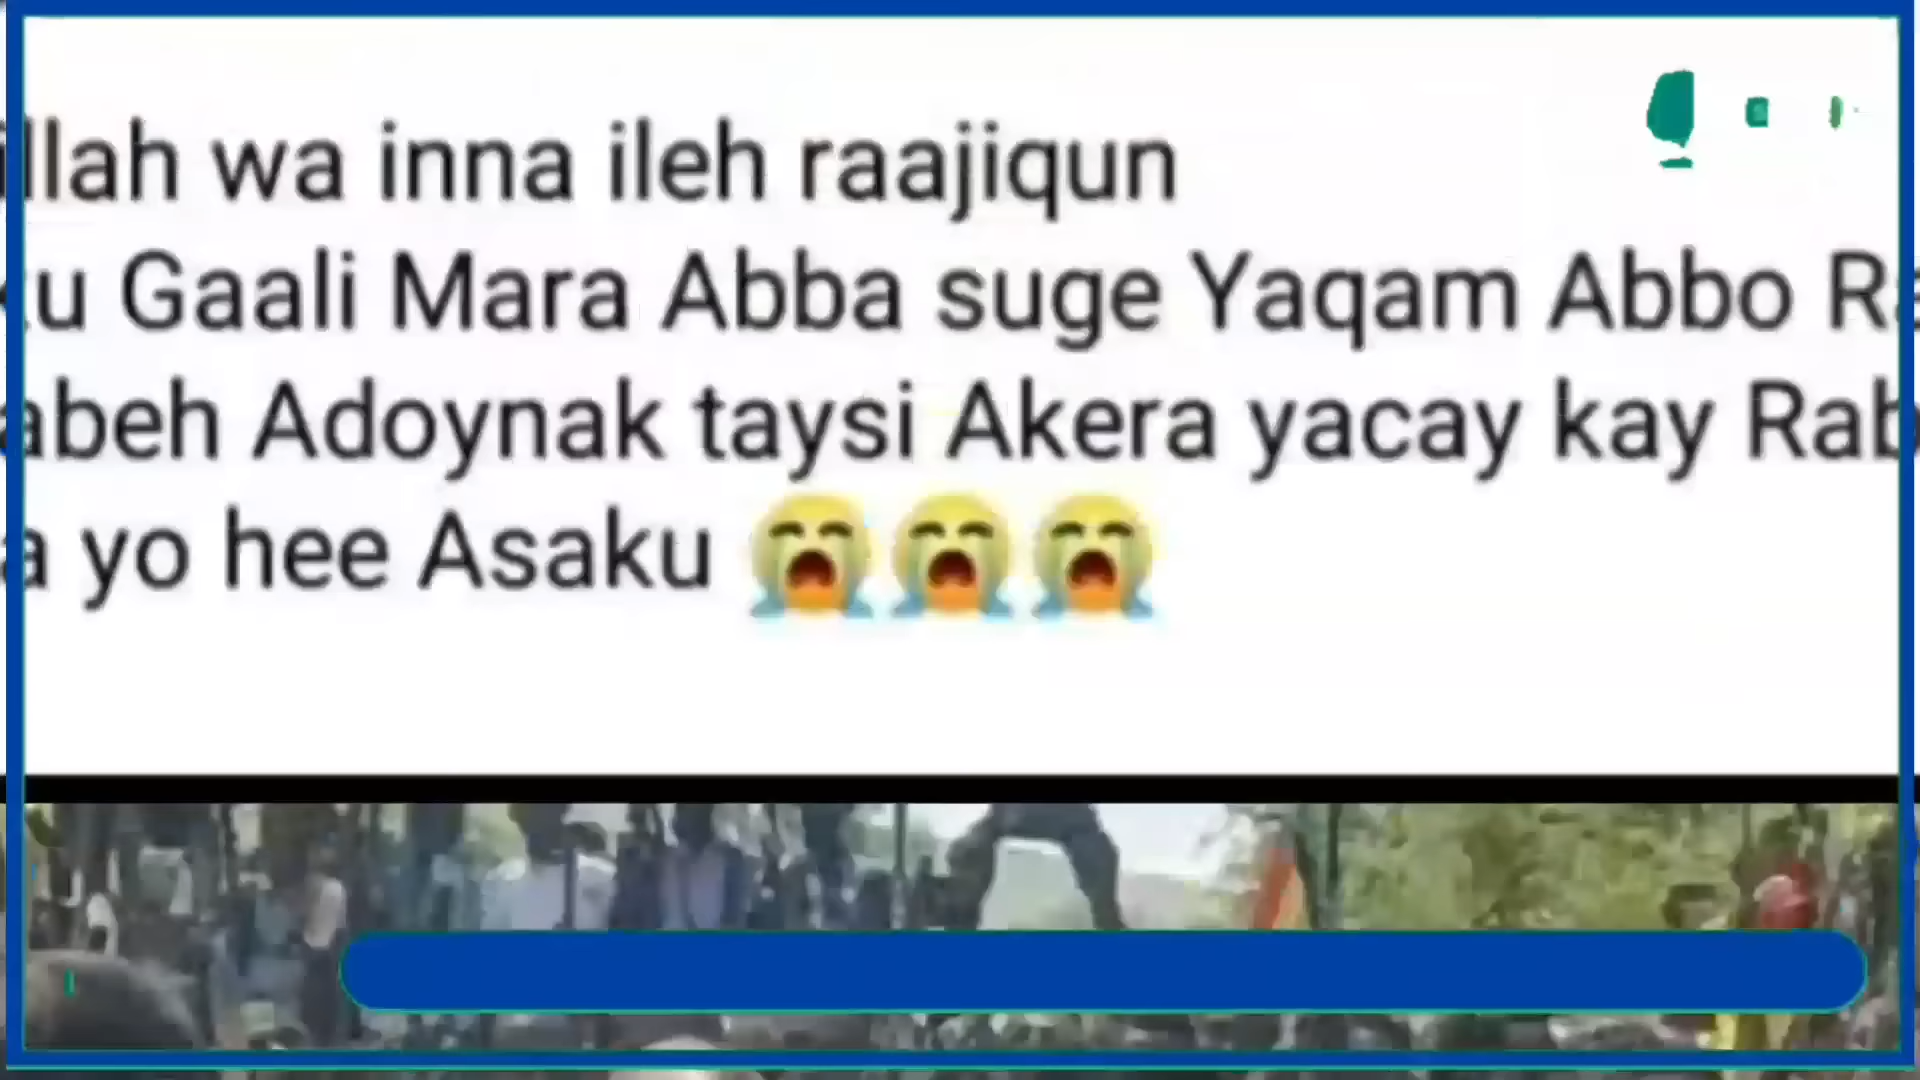 illah wa inna ileh raajiqun
u Gaali Mara Abba suge Yaqam Abbo Ra
abeh Adoynak taysi Akera yacay kay Rab
a yo hee Asaku 😭😭😭